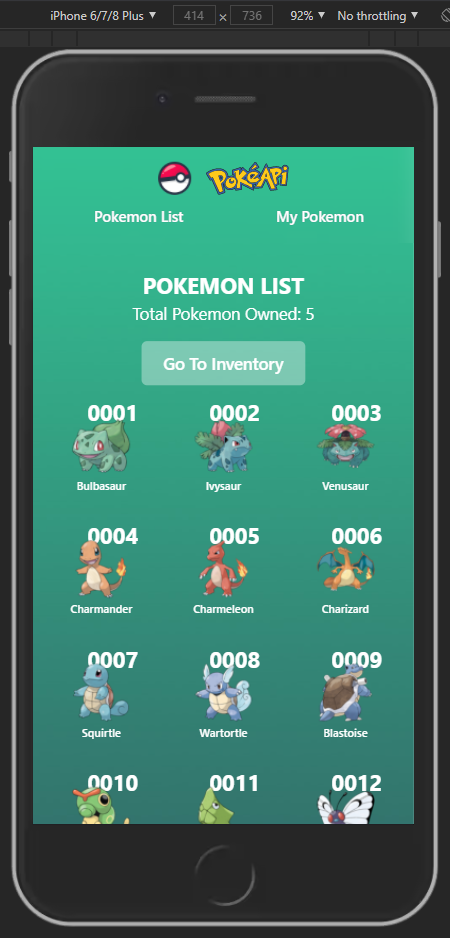 iPhone 6/7/8 Plus ▼ 414 × 736 92% ▼ No throttling ▼
PokéApi
Pokemon List My Pokemon
POKEMON LIST
Total Pokemon Owned: 5
Go To Inventory
0001 0002 0003
Bulbasaur Ivysaur Venusaur
0004 0005 0006
Charmander Charmeleon Charizard
0007 0008 0009
Squirtle Wartortle Blastoise
0010 0011 0012